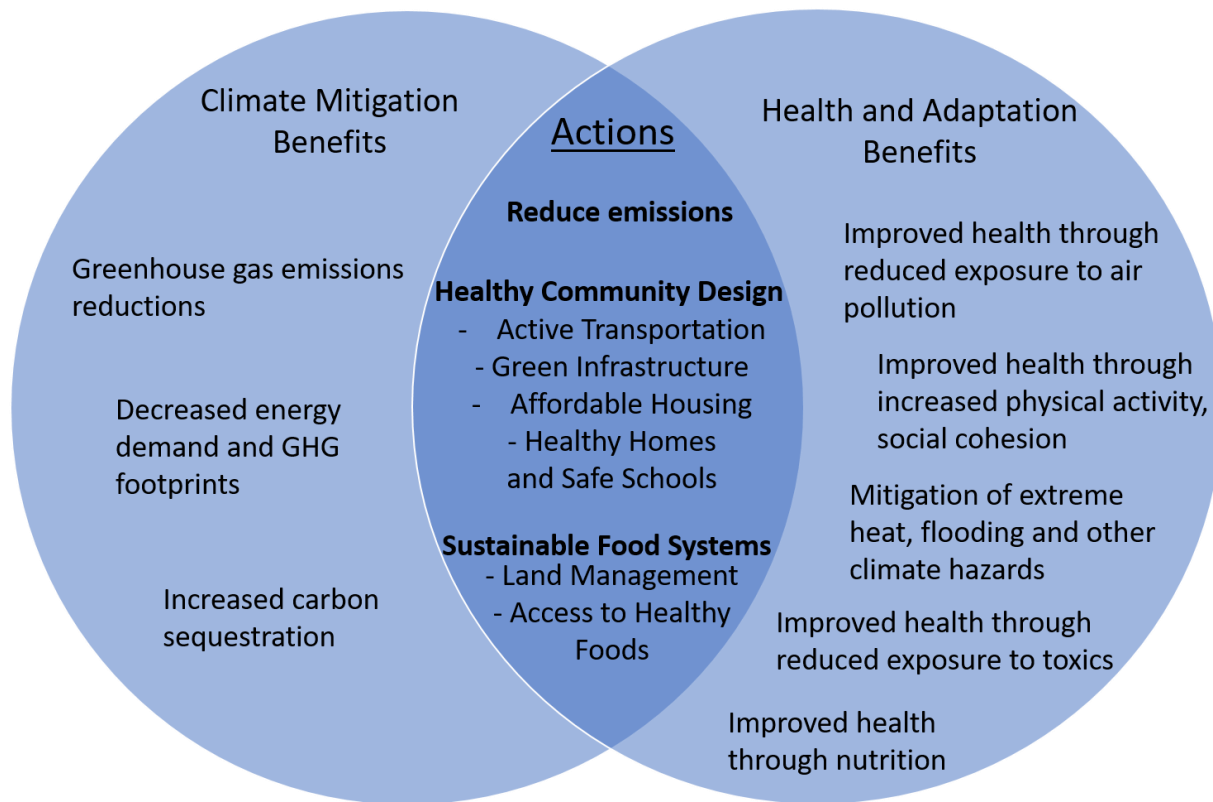 Climate Mitigation
Benefits
Greenhouse gas emissions
reductions
Decreased energy
demand and GHG
footprints
Increased carbon
sequestration
Actions
Reduce emissions
Healthy Community Design
- Active Transportation
- Green Infrastructure
- Affordable Housing
- Healthy Homes
and Safe Schools
Sustainable Food Systems
- Land Management
- Access to Healthy
Foods
Health and Adaptation
Benefits
Improved health through
reduced exposure to air
pollution
Improved health through
increased physical activity,
social cohesion
Mitigation of extreme
heat, flooding and other
climate hazards
Improved health through
reduced exposure to toxics
Improved health
through nutrition